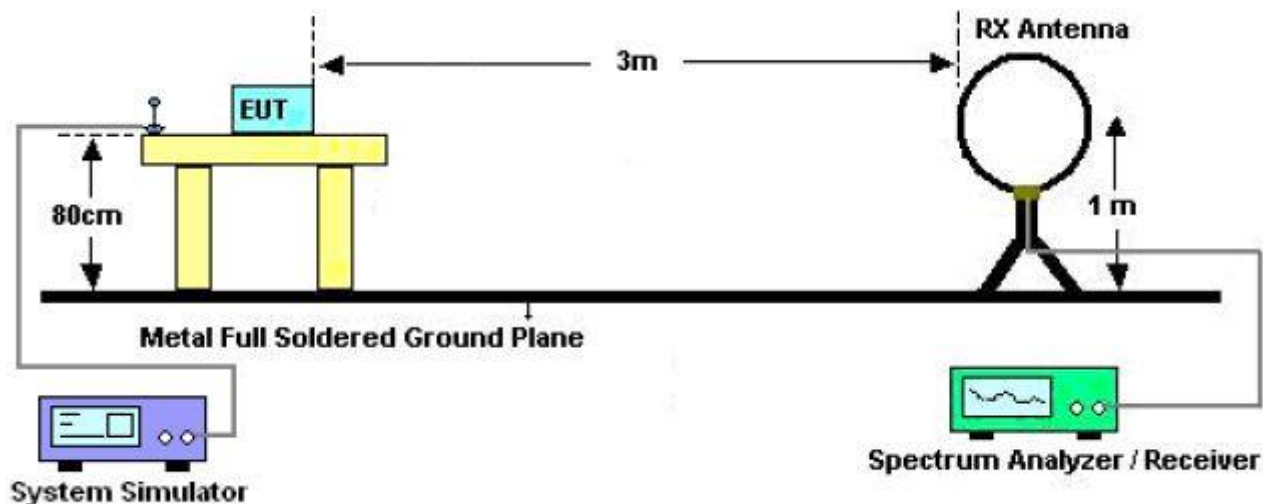 RX Antenna
3m
EUT
80cm
1 m
Metal Full Soldered Ground Plane
System Simulator
Spectrum Analyzer / Receiver